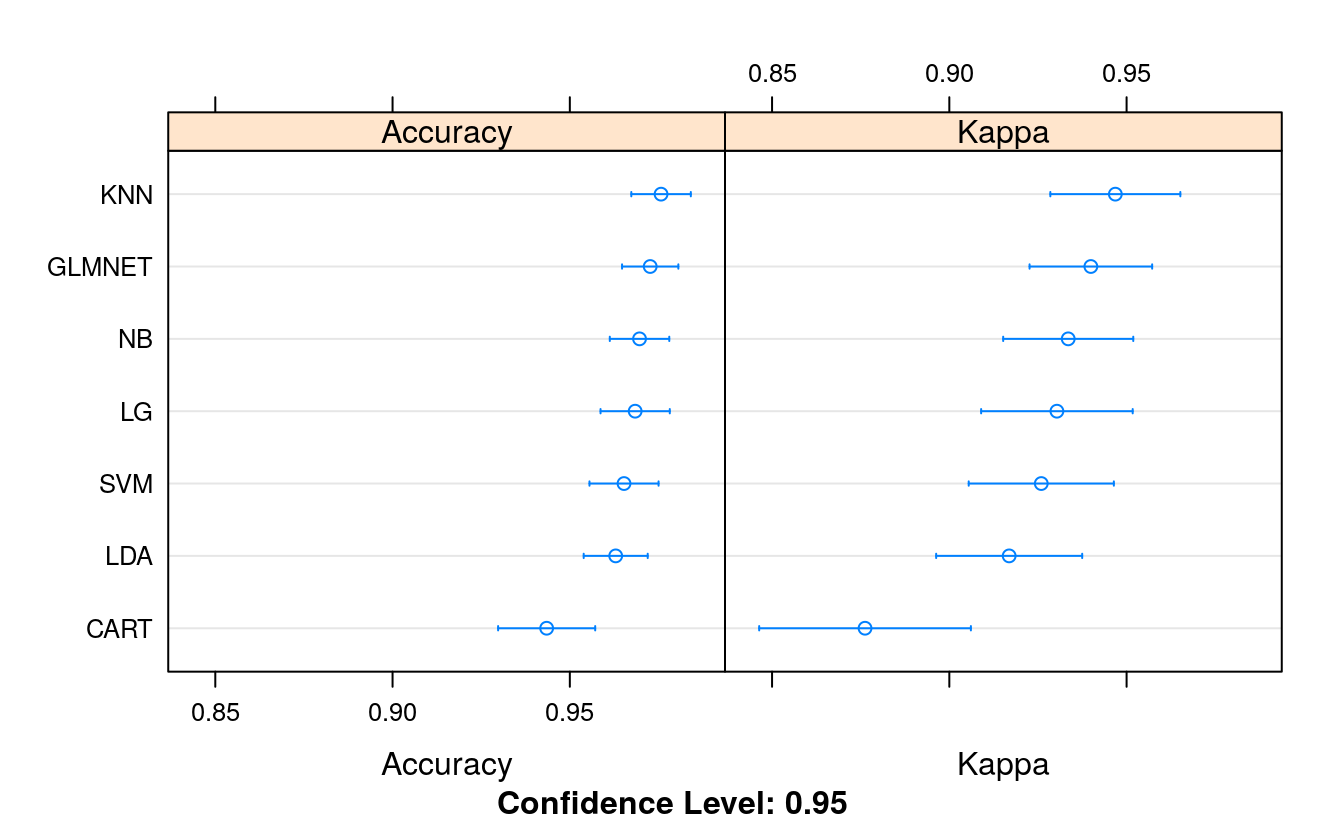 0.85 0.90 0.95
Accuracy Kappa
KNN
GLMNET
NB
LG
SVM
LDA
CART
0.85 0.90 0.95
Accuracy Kappa
Confidence Level: 0.95